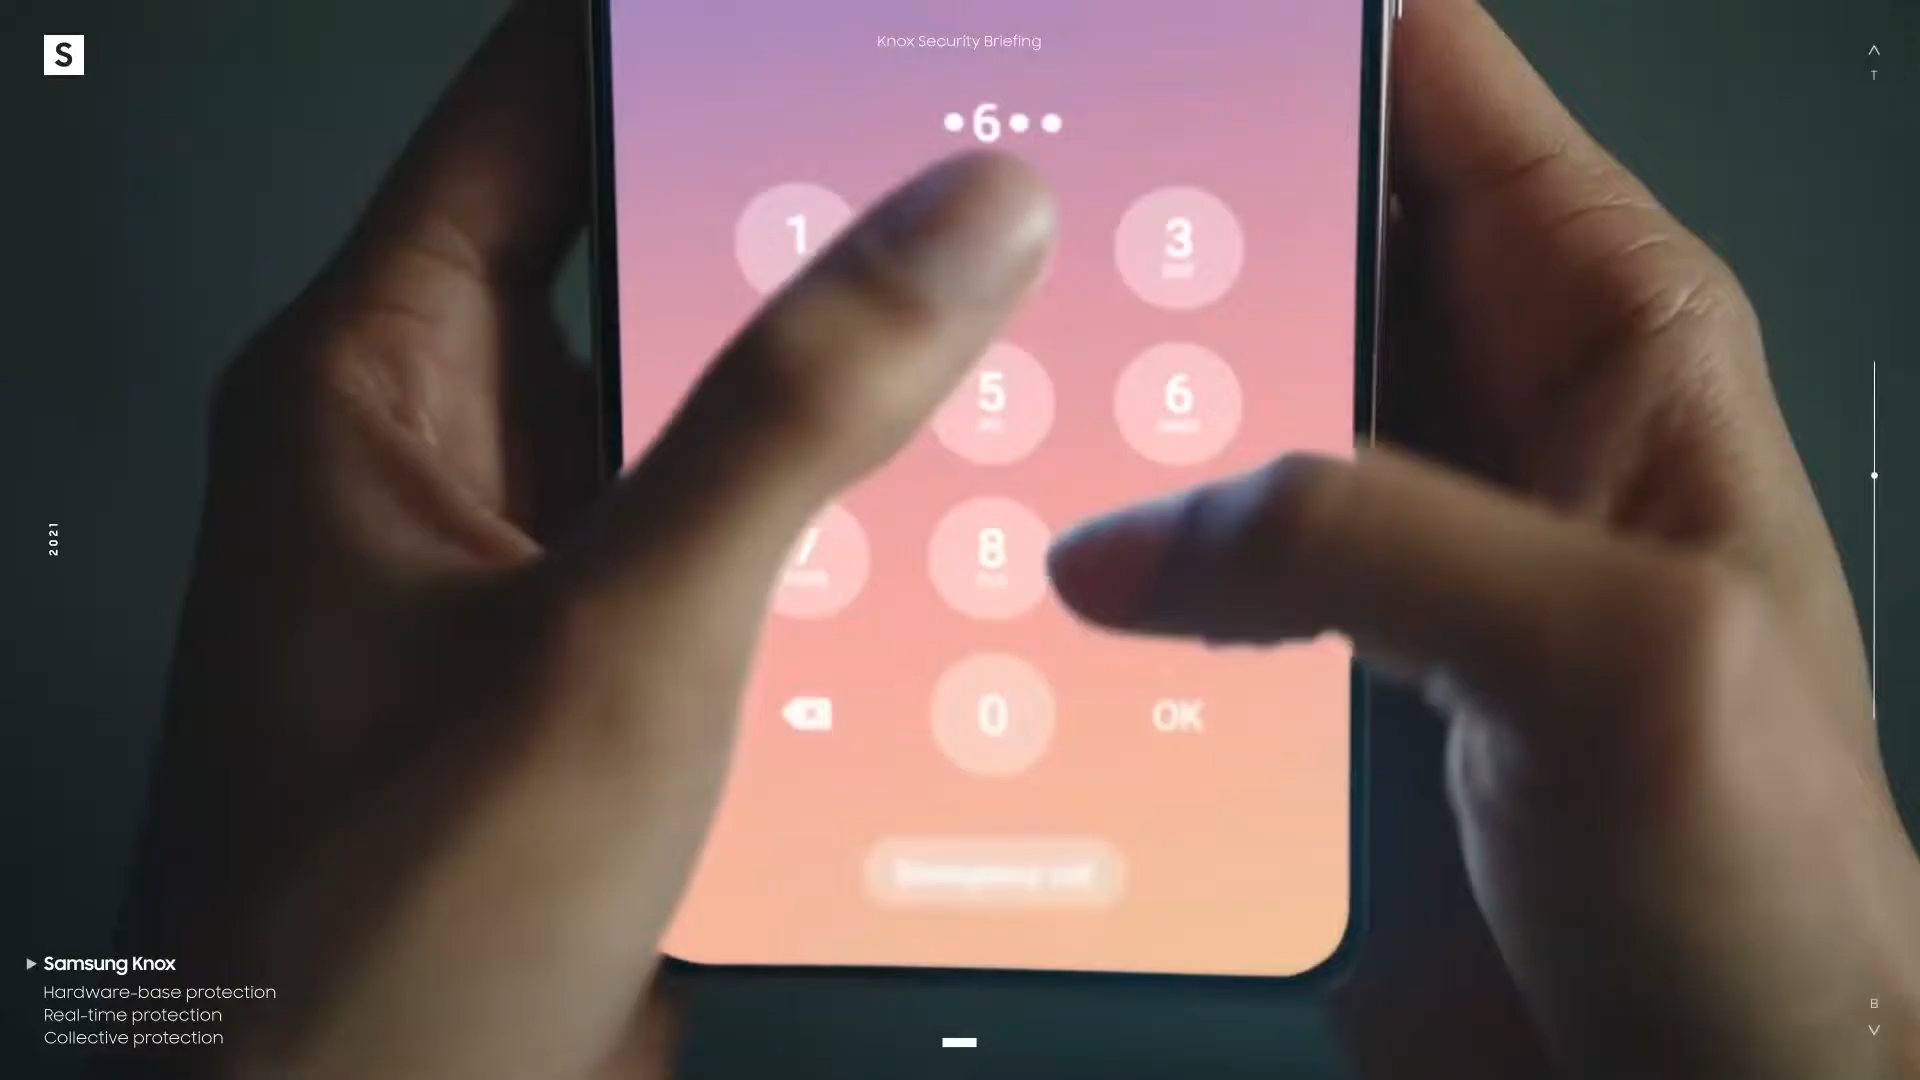 S
Knox Security Briefing
^
T
•6••
1
3
5
6
7
8
0
OK
2021
▶ Samsung Knox
Hardware-base protection
Real-time protection
Collective protection
B